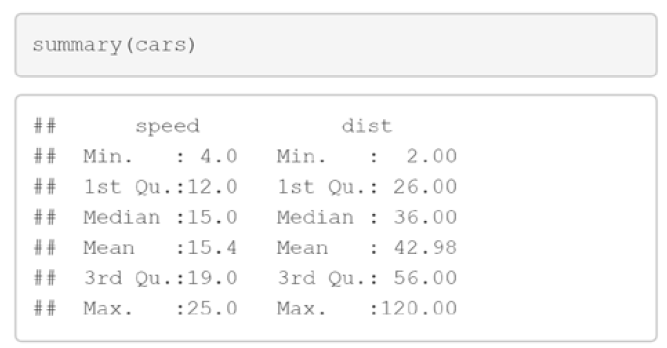 summary(cars)
##      speed           dist
## Min.   : 4.0   Min.   :  2.00
## 1st Qu.:12.0   1st Qu.: 26.00
## Median :15.0   Median : 36.00
## Mean   :15.4   Mean   : 42.98
## 3rd Qu.:19.0   3rd Qu.: 56.00
## Max.   :25.0   Max.   :120.00